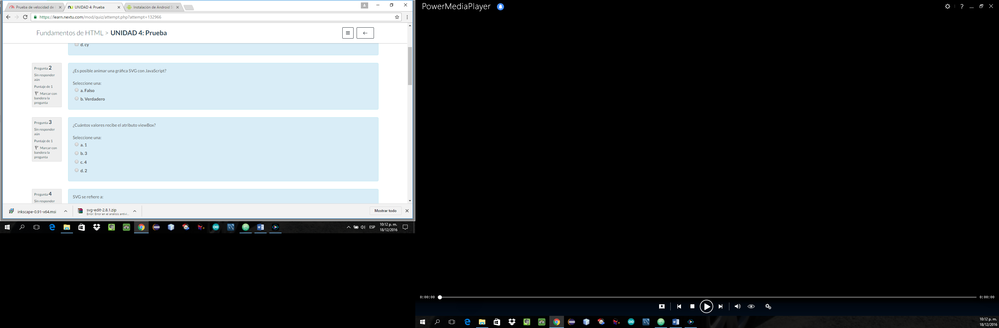 Prueba de velocidad de
UNIDAD 4: Prueba
Instalación de Android S
https://learn.nextu.com/mod/quiz/attempt.php?attempt=132966
Fundamentos de HTML > UNIDAD 4: Prueba
d. cy
Pregunta 2
Sin responder
aún
Puntaje de 1
Marcar con
bandera la
pregunta
¿Es posible animar una gráfica SVG con JavaScript?
Seleccione una:
a. Falso
b. Verdadero
Pregunta 3
Sin responder
aún
Puntaje de 1
Marcar con
bandera la
pregunta
¿Cuántos valores recibe el atributo viewBox?
Seleccione una:
a. 1
b. 3
c. 4
d. 2
Pregunta 4
Sin responder
SVG se refiere a:
inkscape-0.91-x64.msi
svg-edit-2.8.1.zip
Error: Error en el análisis antivi...
Mostrar todo
ESP
10:12 p. m.
18/12/2016
PowerMediaPlayer
0:00:00
0:00:00
10:12 p. m.
18/12/2016